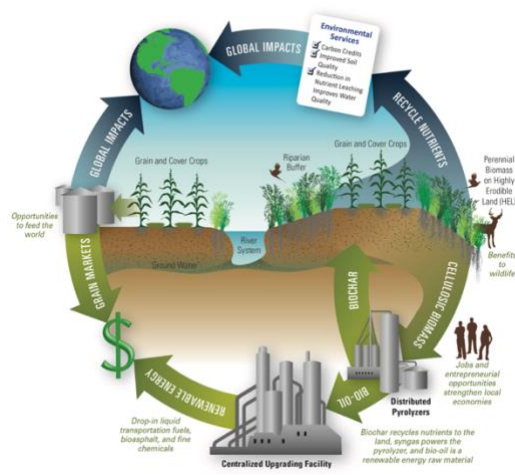 Environmental
Services
Carbon Credits
Improved Soil
Quality
Reduction in
Nutrient Leaching
Improves Water
Quality
GLOBAL IMPACTS
RECYCLE NUTRIENTS
GLOBAL IMPACTS
Grain and Cover Crops
Riparian
Buffer
Grain and Cover Crops
Perennial
Biomass
on Highly
Erodible
Land (HEL)
Opportunities
to feed the
world
River
System
Ground Water
Benefits
to
wildlife
GRAIN MARKETS
BIOCHAR
CELLULOSIC BIOMASS
$
Jobs and
entrepreneurial
opportunities
strengthen local
economies
BIO-OIL
Distributed
Pyrolyzers
RENEWABLE ENERGY
Drop-in liquid
transportation fuels,
bioasphalt, and fine
chemicals
Biochar recycles nutrients to
the land, syngas powers the
pyrolyzer, and bio-oil is a
renewable energy raw material
Centralized Upgrading Facility